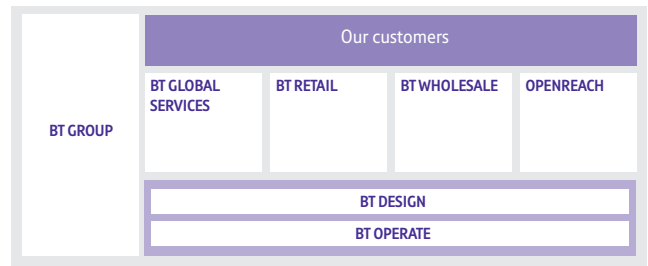 Our customers
BT GROUP
BT GLOBAL
SERVICES
BT RETAIL
BT WHOLESALE
OPENREACH
BT DESIGN
BT OPERATE